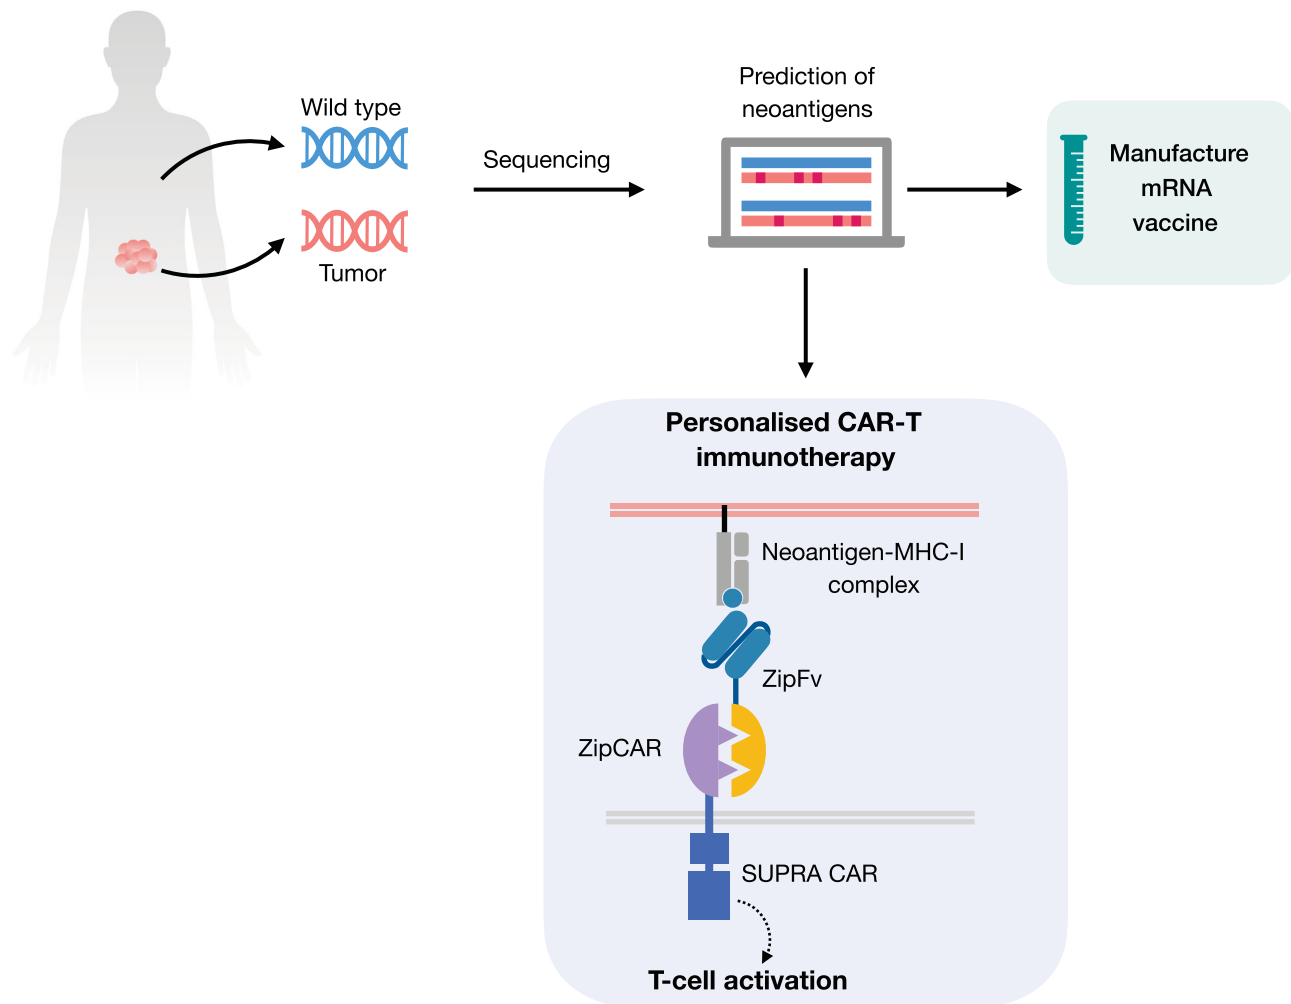 Wild type
Tumor
Sequencing
Prediction of
neoantigens
Manufacture
mRNA
vaccine
Personalised CAR-T
immunotherapy
Neoantigen-MHC-I
complex
ZipFv
ZipCAR
SUPRA CAR
T-cell activation